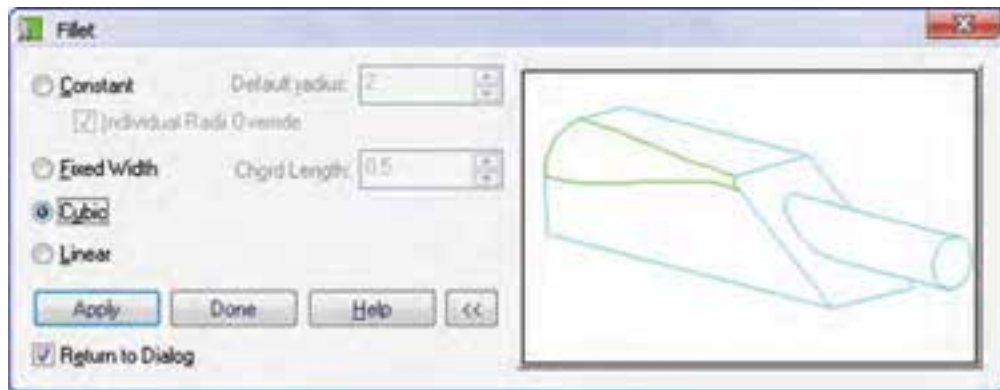 Fillet
Constant Default radius: 2
Individual Radii Override
Fixed Width Chord Length: 0.5
Cubic
Linear
Apply Done Help <<
Return to Dialog